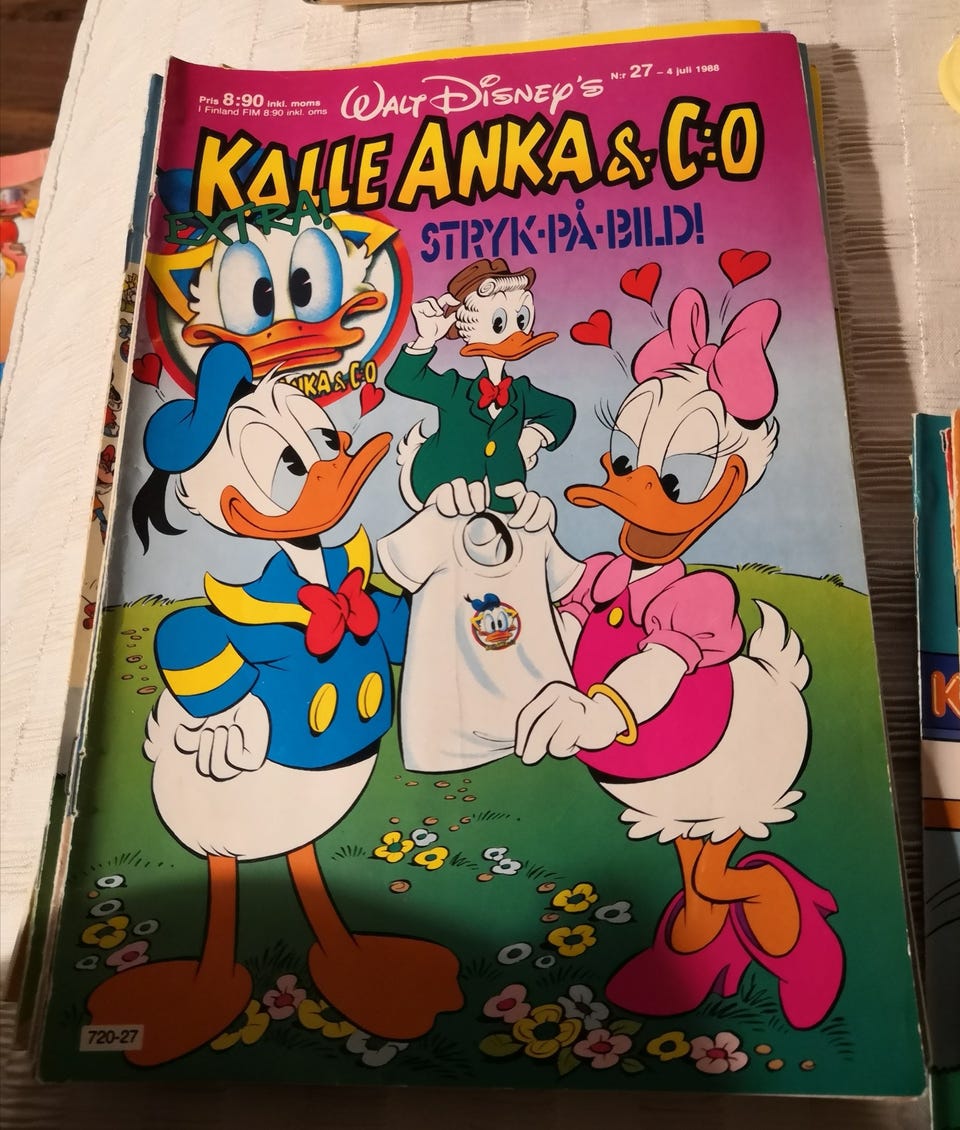 Pris 8:90 inkl. moms
I Finland FIM 8:90 inkl. oms
WALT DISNEY'S
N:r 27 – 4 juli 1988
KALLE ANKA & C:O
EXTRA!
STRYK·PÅ·BILD!
ANKA & C:O
720-27
K